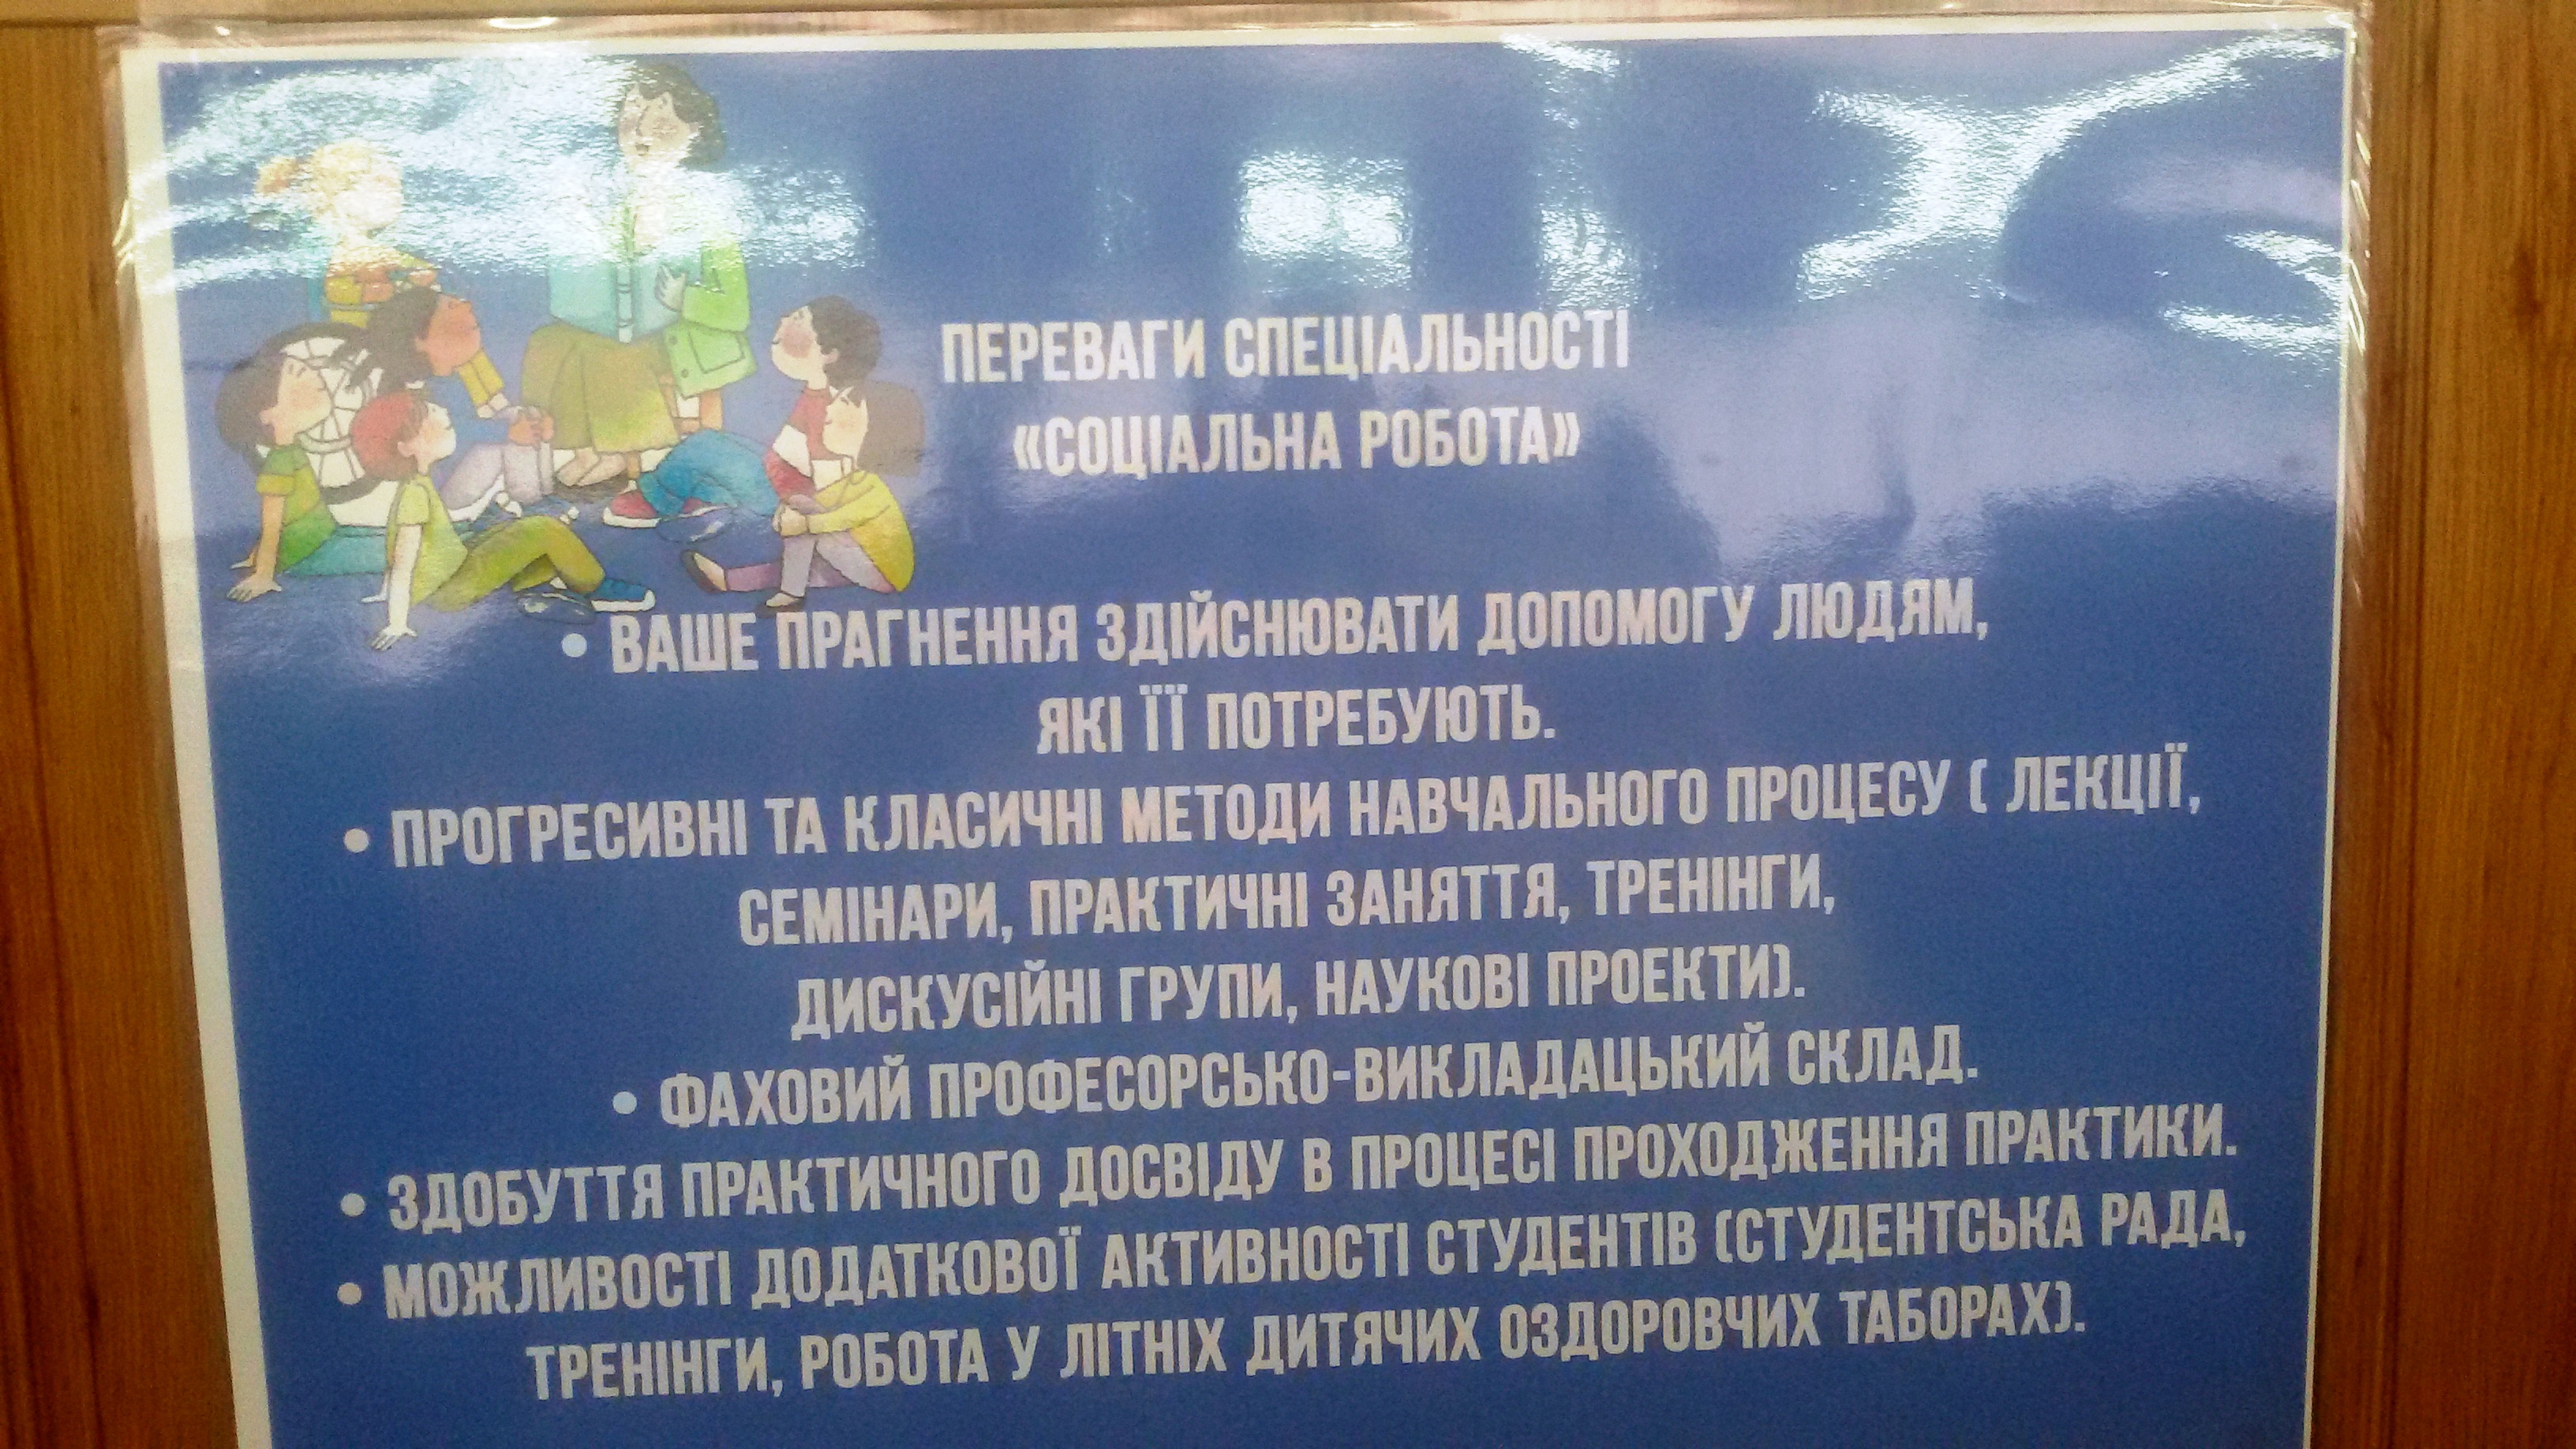 ПЕРЕВАГИ СПЕЦІАЛЬНОСТІ
«СОЦІАЛЬНА РОБОТА»
• ВАШЕ ПРАГНЕННЯ ЗДІЙСНЮВАТИ ДОПОМОГУ ЛЮДЯМ,
ЯКІ ЇЇ ПОТРЕБУЮТЬ.
• ПРОГРЕСИВНІ ТА КЛАСИЧНІ МЕТОДИ НАВЧАЛЬНОГО ПРОЦЕСУ ( ЛЕКЦІЇ,
СЕМІНАРИ, ПРАКТИЧНІ ЗАНЯТТЯ, ТРЕНІНГИ,
ДИСКУСІЙНІ ГРУПИ, НАУКОВІ ПРОЕКТИ).
• ФАХОВИЙ ПРОФЕСОРСЬКО-ВИКЛАДАЦЬКИЙ СКЛАД.
• ЗДОБУТТЯ ПРАКТИЧНОГО ДОСВІДУ В ПРОЦЕСІ ПРОХОДЖЕННЯ ПРАКТИКИ.
• МОЖЛИВОСТІ ДОДАТКОВОЇ АКТИВНОСТІ СТУДЕНТІВ (СТУДЕНТСЬКА РАДА,
ТРЕНІНГИ, РОБОТА У ЛІТНІХ ДИТЯЧИХ ОЗДОРОВЧИХ ТАБОРАХ).